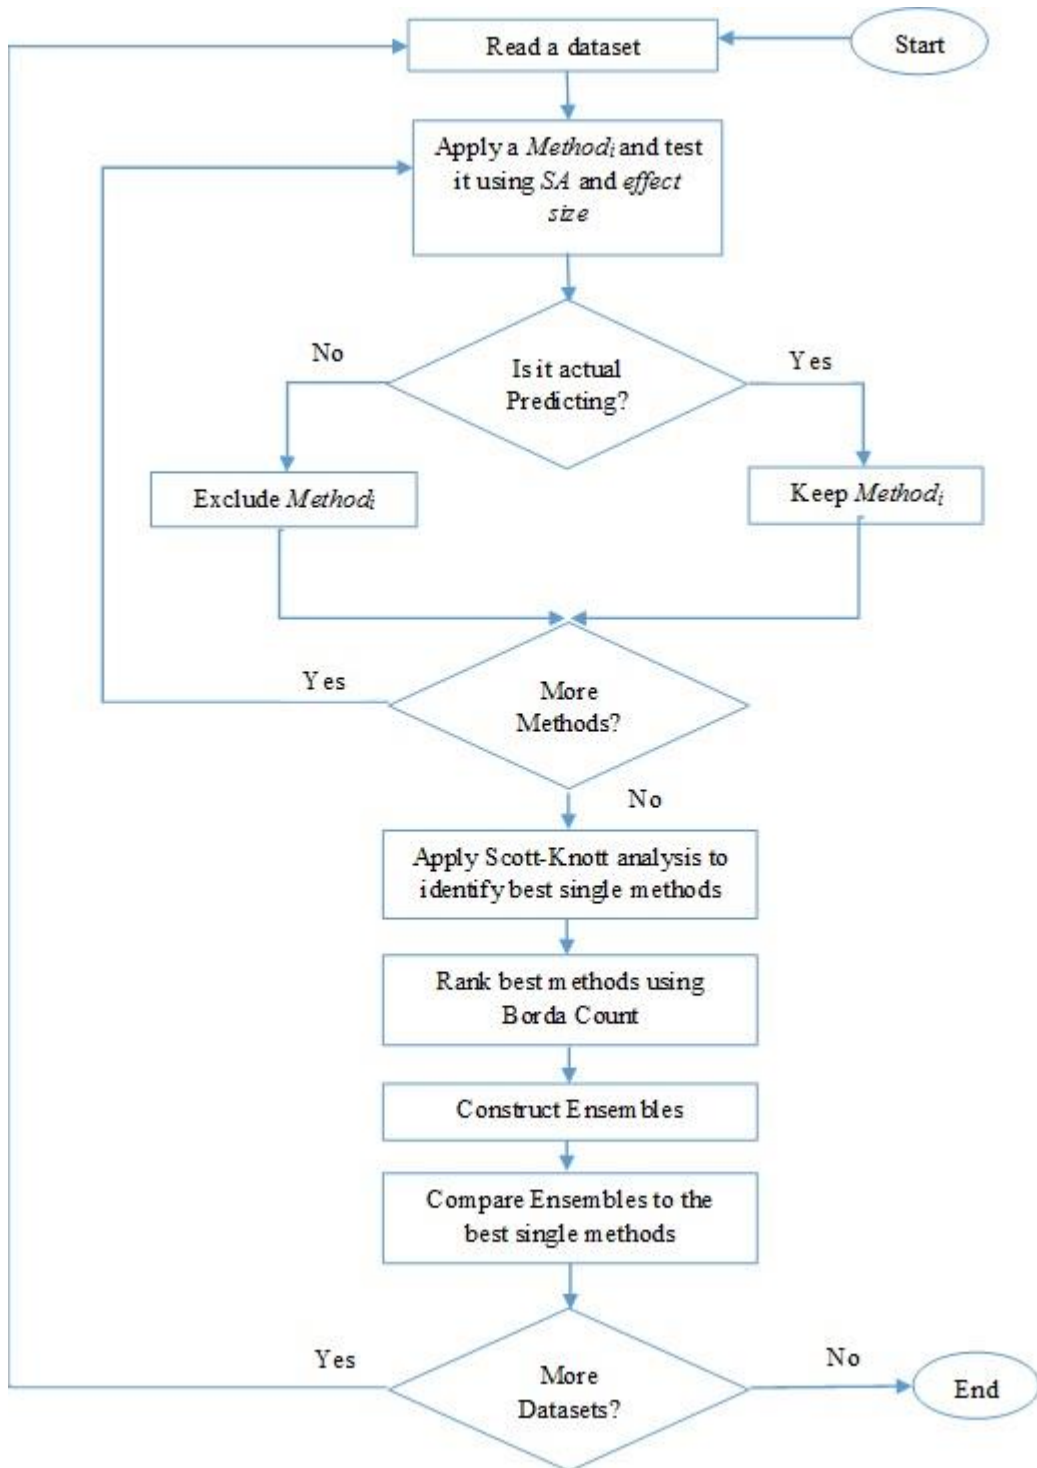 Start
Read a dataset
Apply a Methodi and test
it using SA and effect
size
Is it actual
Predicting?
No
Yes
Exclude Methodi
Keep Methodi
More
Methods?
Yes
No
Apply Scott-Knott analysis to
identify best single methods
Rank best methods using
Borda Count
Construct Ensembles
Compare Ensembles to the
best single methods
More
Datasets?
Yes
No
End